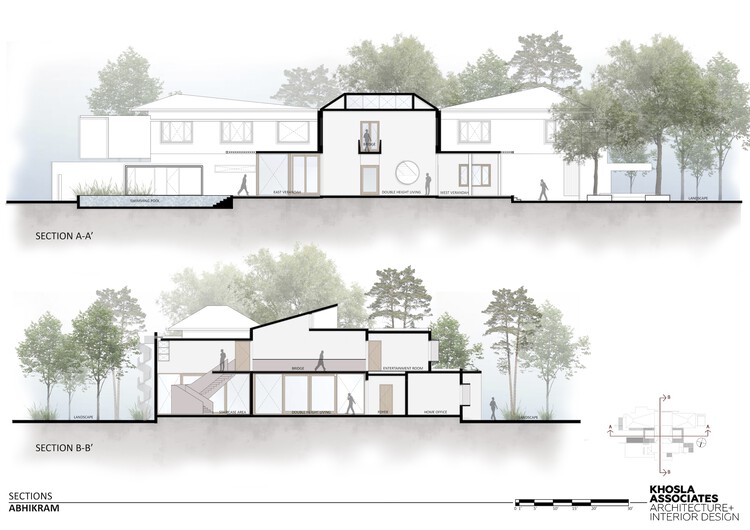 BRIDGE
EAST VERANDAH
DOUBLE HEIGHT LIVING
WEST VERANDAH
SWIMMING POOL
LANDSCAPE
SECTION A-A'
BRIDGE
ENTERTAINMENT ROOM
LANDSCAPE
STAIRCASE AREA
DOUBLE HEIGHT LIVING
FOYER
HOME OFFICE
LANDSCAPE
SECTION B-B'
B
A
A
B
SECTIONS
ABHIKRAM
KHOSLA
ASSOCIATES
ARCHITECTURE+
INTERIOR DESIGN